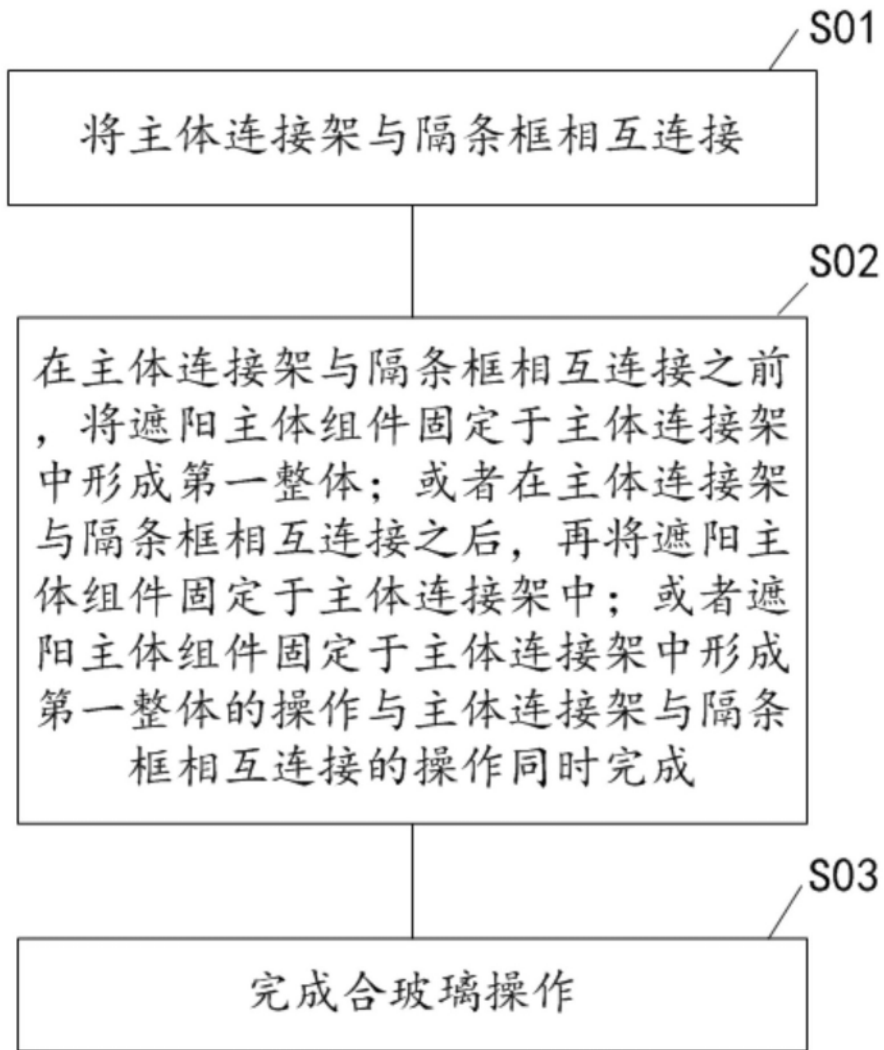 S01
将主体连接架与隔条框相互连接
S02
在主体连接架与隔条框相互连接之前
，将遮阳主体组件固定于主体连接架
中形成第一整体；或者在主体连接架
与隔条框相互连接之后，再将遮阳主
体组件固定于主体连接架中；或者遮
阳主体组件固定于主体连接架中形成
第一整体的操作与主体连接架与隔条
框相互连接的操作同时完成
S03
完成合玻璃操作